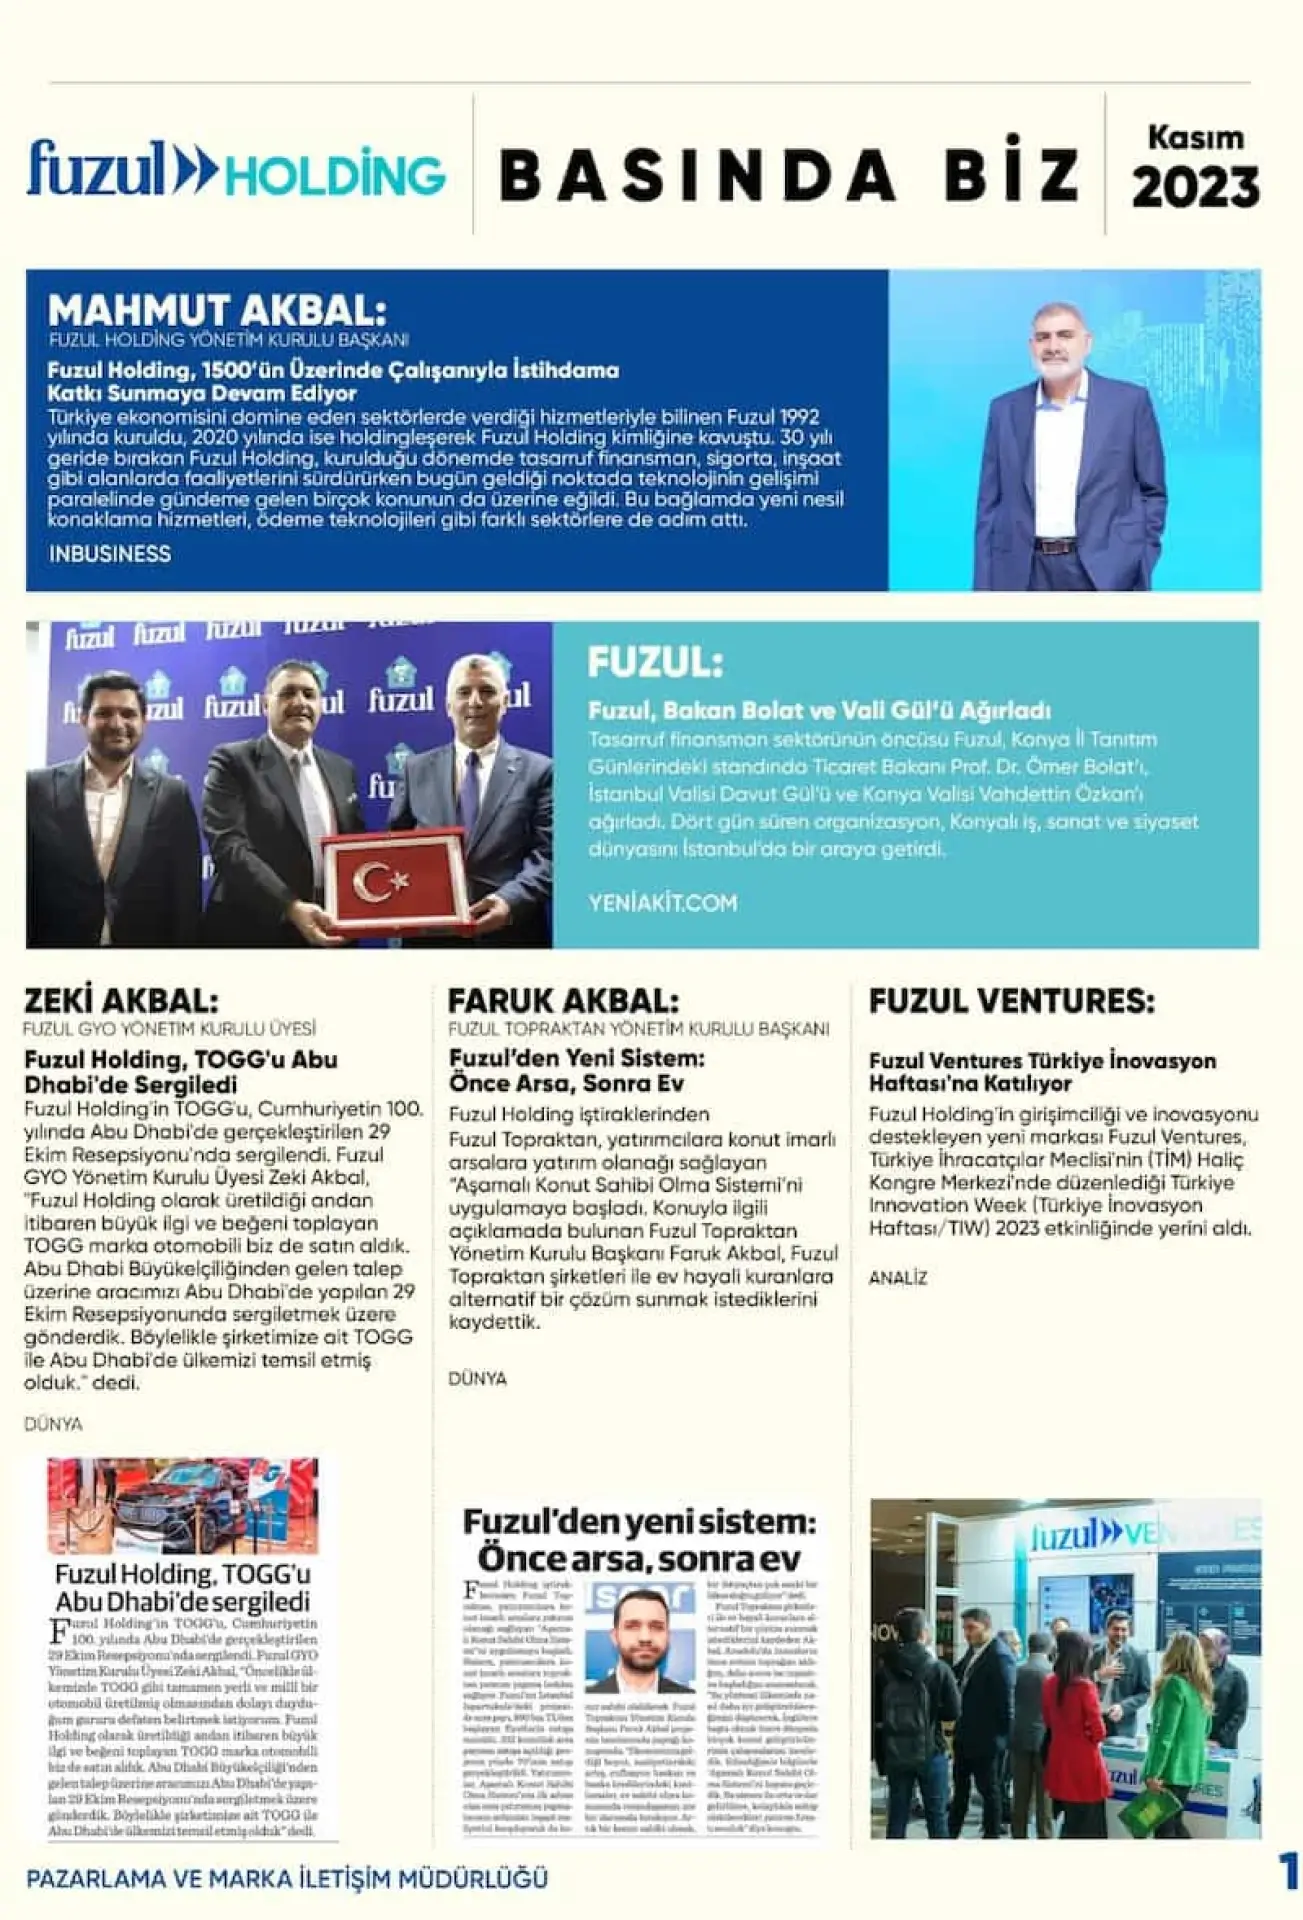 fuzul HOLDİNG
BASINDA BİZ
Kasım
2023
MAHMUT AKBAL:
FUZUL HOLDİNG YÖNETİM KURULU BAŞKANI
Fuzul Holding, 1500'ün Üzerinde Çalışanıyla İstihdama
Katkı Sunmaya Devam Ediyor
Türkiye ekonomisini domine eden sektörlerde verdiği hizmetleriyle bilinen Fuzul 1992
yılında kuruldu, 2020 yılında ise holdingleşerek Fuzul Holding kimliğine kavuştu. 30 yılı
geride bırakan Fuzul Holding, kurulduğu dönemde tasarruf finansman, sigorta, inşaat
gibi alanlarda faaliyetlerini sürdürürken bugün geldiği noktada teknolojinin gelişimi
paralelinde gündeme gelen birçok konunun da üzerine eğildi. Bu bağlamda yeni nesil
konaklama hizmetleri, ödeme teknolojileri gibi farklı sektörlere de adım attı.
INBUSINESS
fuzul fuzul fuzul
fuzul fuzul
FUZUL:
Fuzul, Bakan Bolat ve Vali Gül'ü Ağırladı
Tasarruf finansman sektörünün öncüsü Fuzul, Konya İl Tanıtım
Günlerindeki standında Ticaret Bakanı Prof. Dr. Ömer Bolat'ı,
İstanbul Valisi Davut Gül'ü ve Konya Valisi Vahdettin Özkan'ı
ağırladı. Dört gün süren organizasyon, Konyalı iş, sanat ve siyaset
dünyasını İstanbul'da bir araya getirdi.
YENİAKİT.COM
ZEKİ AKBAL:
FUZUL GYO YÖNETİM KURULU ÜYESİ
Fuzul Holding, TOGG'u Abu
Dhabi'de Sergiledi
Fuzul Holding'in TOGG'u, Cumhuriyetin 100.
yılında Abu Dhabi'de gerçekleştirilen 29
Ekim Resepsiyonu'nda sergilendi. Fuzul
GYO Yönetim Kurulu Üyesi Zeki Akbal,
"Fuzul Holding olarak üretildiği andan
itibaren büyük ilgi ve beğeni toplayan
TOGG marka otomobili biz de satın aldık.
Abu Dhabi Büyükelçiliğinden gelen talep
üzerine aracımızı Abu Dhabi'de yapılan 29
Ekim Resepsiyonunda sergiletmek üzere
gönderdik. Böylelikle şirketimize ait TOGG
ile Abu Dhabi'de ülkemizi temsil etmiş
olduk." dedi.
DÜNYA
Fuzul Holding, TOGG'u
Abu Dhabi'de sergiledi
Fuzul Holding'in TOGG'u, Cumhuriyetin
100. yılında Abu Dhabi'de gerçekleştirilen
29 Ekim Resepsiyonu'nda sergilendi. Fuzul GYO
Yönetim Kurulu Üyesi Zeki Akbal, "Öncelikle ül-
kemizde TOGG gibi tamamen yerli ve milli bir
otomobil üretilmiş olmasından dolayı duydu-
ğum gururu defaten belirtmek istiyorum. Fuzul
Holding olarak üretildiği andan itibaren büyük
ilgi ve beğeni toplayan TOGG marka otomobili
biz de satın aldık. Abu Dhabi Büyükelçiliği'nden
gelen talep üzerine aracımızı Abu Dhabi'de yapı-
lan 29 Ekim Resepsiyonu'nda sergiletmek üzere
gönderdik. Böylelikle şirketimize ait TOGG ile
Abu Dhabi'de ülkemizi temsil etmiş olduk" dedi.
FARUK AKBAL:
FUZUL TOPRAKTAN YÖNETİM KURULU BAŞKANI
Fuzul'den Yeni Sistem:
Önce Arsa, Sonra Ev
Fuzul Holding iştiraklerinden
Fuzul Topraktan, yatırımcılara konut imarlı
arsalara yatırım olanağı sağlayan
"Aşamalı Konut Sahibi Olma Sistemi'ni
uygulamaya başladı. Konuyla ilgili
açıklamada bulunan Fuzul Topraktan
Yönetim Kurulu Başkanı Faruk Akbal, Fuzul
Topraktan şirketleri ile ev hayali kuranlara
alternatif bir çözüm sunmak istediklerini
kaydettik.
DÜNYA
Fuzul'den yeni sistem:
Önce arsa, sonra ev
FUZUL VENTURES:
Fuzul Ventures Türkiye İnovasyon
Haftası'na Katılıyor
Fuzul Holding'in girişimciliği ve inovasyonu
destekleyen yeni markası Fuzul Ventures,
Türkiye İhracatçılar Meclisi'nin (TİM) Haliç
Kongre Merkezi'nde düzenlediği Türkiye
Innovation Week (Türkiye İnovasyon
Haftası/TIW) 2023 etkinliğinde yerini aldı.
ANALİZ
fuzul VENTURES
PAZARLAMA VE MARKA İLETİŞİM MÜDÜRLÜĞÜ
1